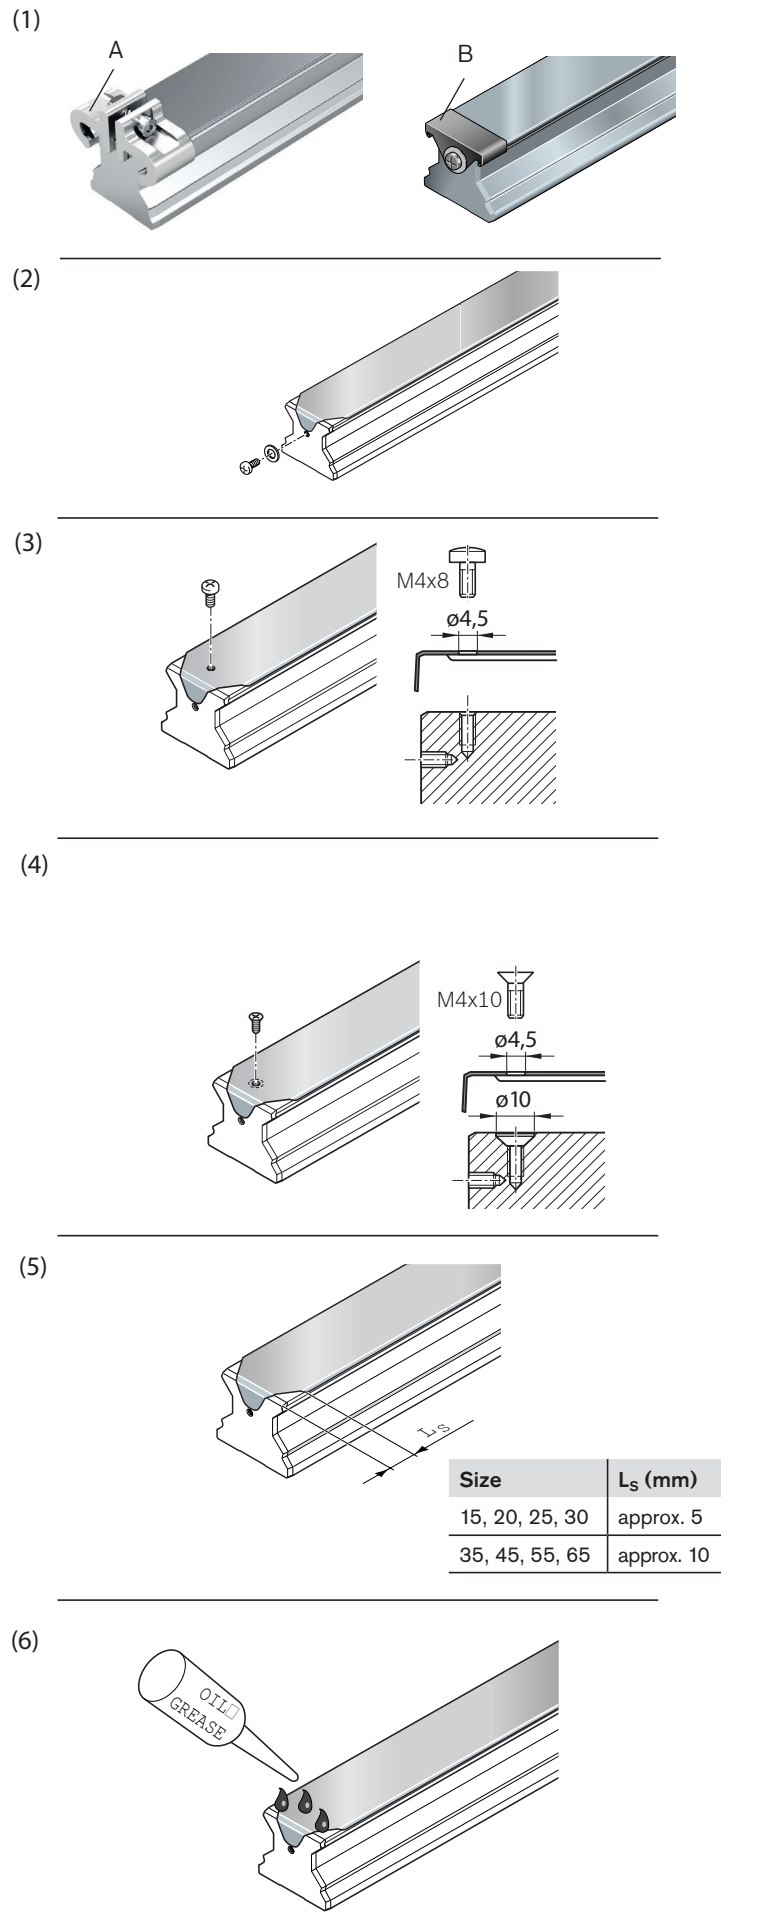 (1)
A
B
(2)
(3)
M4x8
ø4,5
(4)
M4x10
ø4,5
ø10
(5)
LS
Size LS (mm)
15, 20, 25, 30 approx. 5
35, 45, 55, 65 approx. 10
(6)
OIL□
GREASE